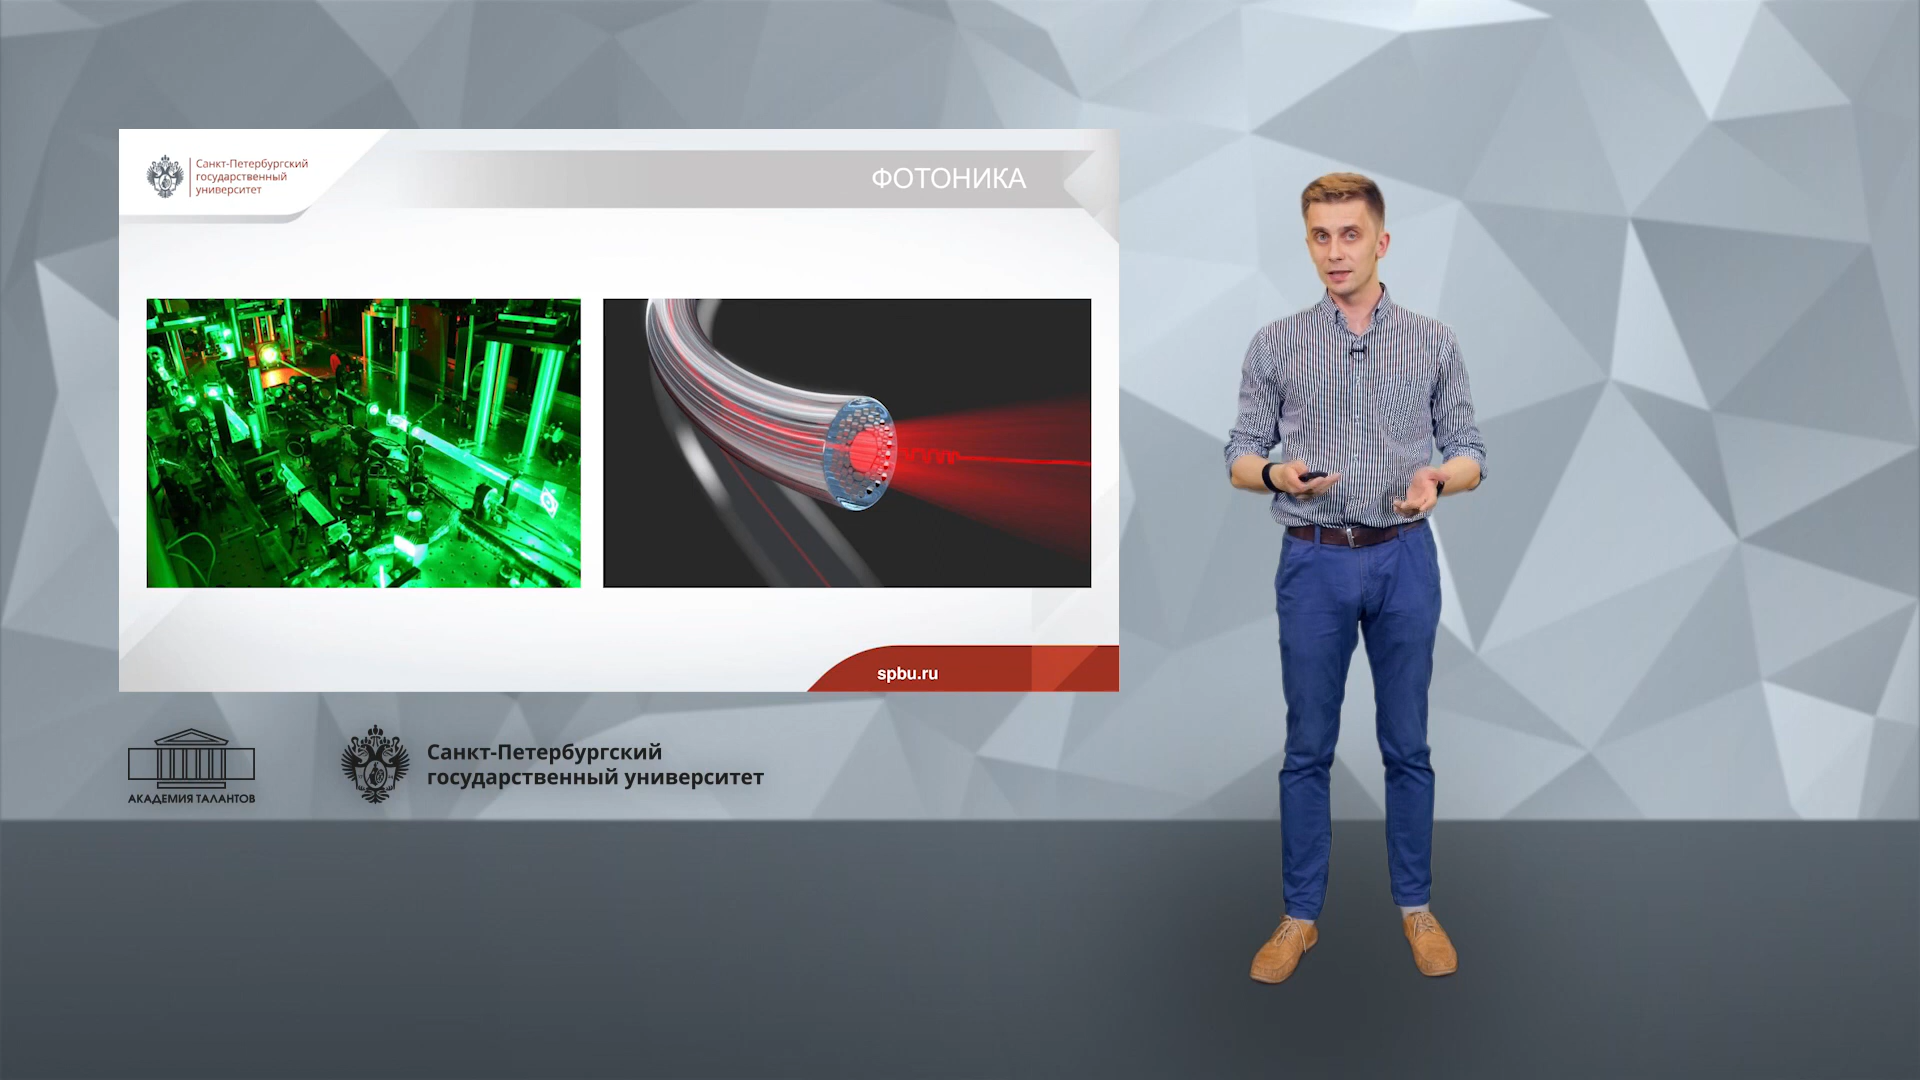 Санкт-Петербургский
государственный
университет
ФОТОНИКА
spbu.ru
АКАДЕМИЯ ТАЛАНТОВ
Санкт-Петербургский
государственный университет